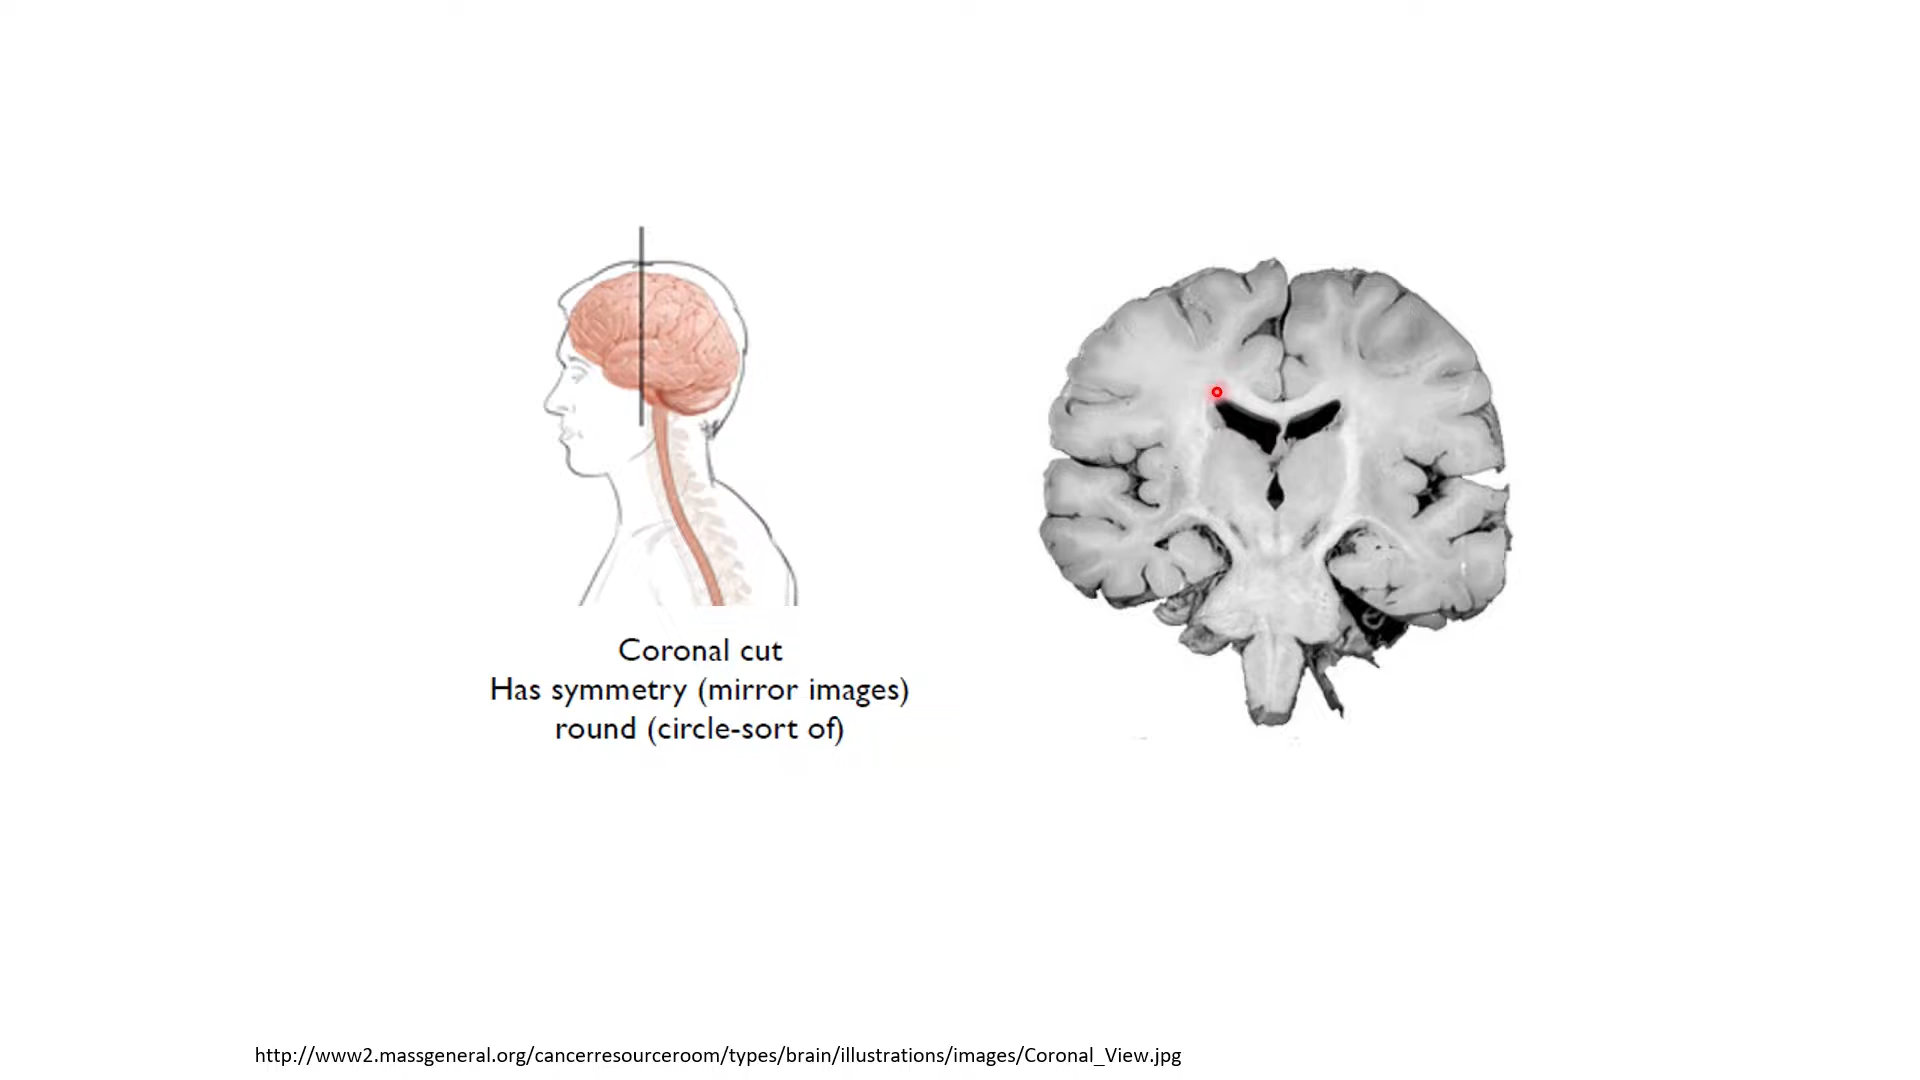 Coronal cut
Has symmetry (mirror images)
round (circle-sort of)
http://www2.massgeneral.org/cancerresourceroom/types/brain/illustrations/images/Coronal_View.jpg